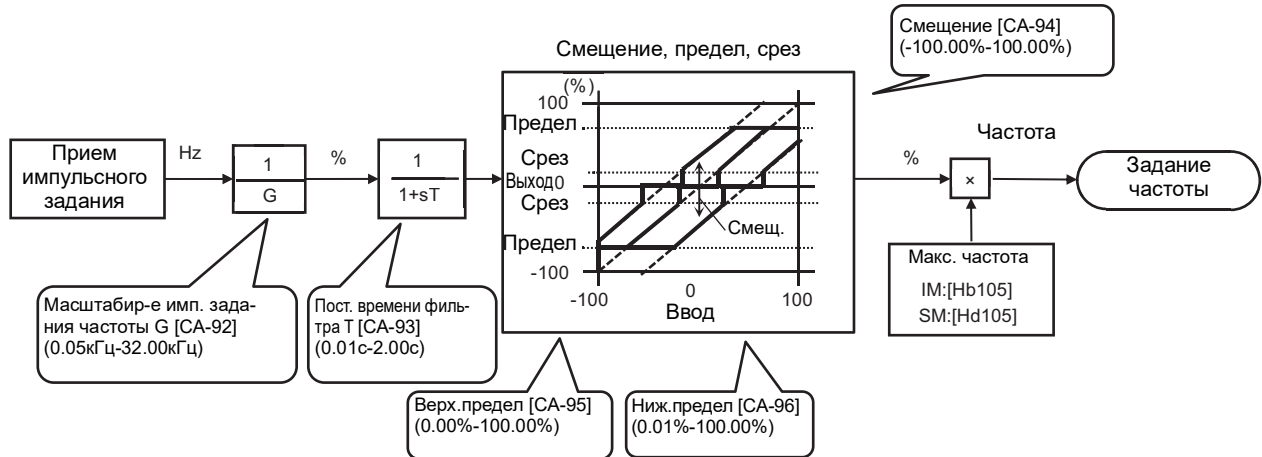 Смещение [CA-94]
(-100.00%-100.00%)
Смещение, предел, срез
(%)
100
Предел
Срез
Выход0
Срез
Предел
-100
-100
0
100
Ввод
Смещ.
Прием
импульсного
задания
Hz
1
G
%
1
1+sT
%
Частота
×
Задание
частоты
Макс. частота
IM:[Hb105]
SM:[Hd105]
Масштабир-е имп. зада-
ния частоты G [CA-92]
(0.05кГц-32.00кГц)
Пост. времени филь-
тра T [CA-93]
(0.01с-2.00с)
Верх.предел [CA-95]
(0.00%-100.00%)
Ниж.предел [CA-96]
(0.01%-100.00%)